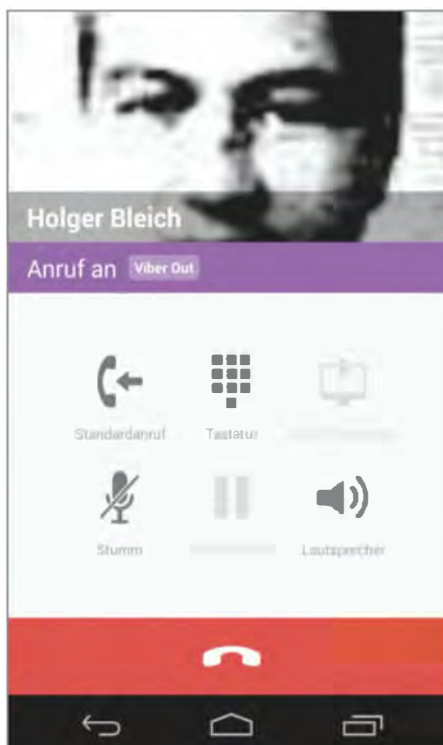 Holger Bleich
Anruf an Viber Out
Standardanruf Tastatur
Stumm Lautsprecher